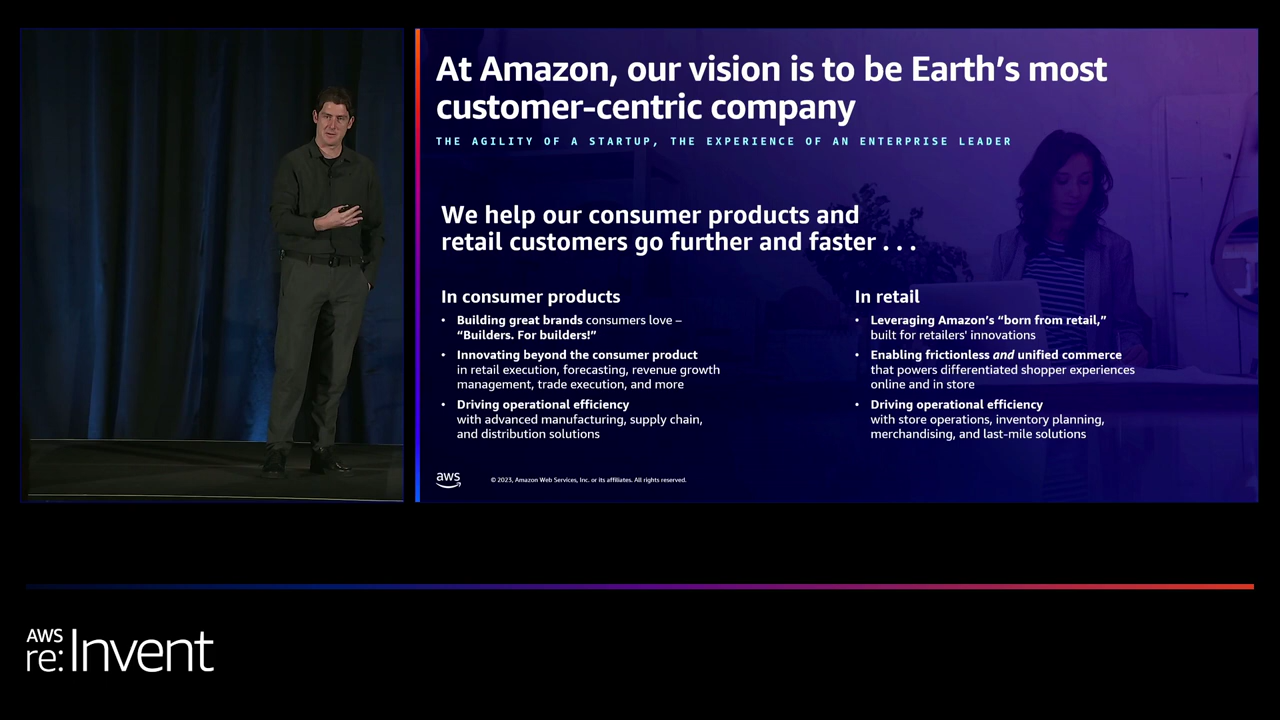 At Amazon, our vision is to be Earth’s most
customer-centric company
THE AGILITY OF A STARTUP, THE EXPERIENCE OF AN ENTERPRISE LEADER
We help our consumer products and
retail customers go further and faster . . .
In consumer products
• Building great brands consumers love –
“Builders. For builders!”
• Innovating beyond the consumer product
in retail execution, forecasting, revenue growth
management, trade execution, and more
• Driving operational efficiency
with advanced manufacturing, supply chain,
and distribution solutions
In retail
• Leveraging Amazon’s “born from retail,”
built for retailers' innovations
• Enabling frictionless and unified commerce
that powers differentiated shopper experiences
online and in store
• Driving operational efficiency
with store operations, inventory planning,
merchandising, and last-mile solutions
aws
© 2023, Amazon Web Services, Inc. or its affiliates. All rights reserved.
AWS
re:Invent